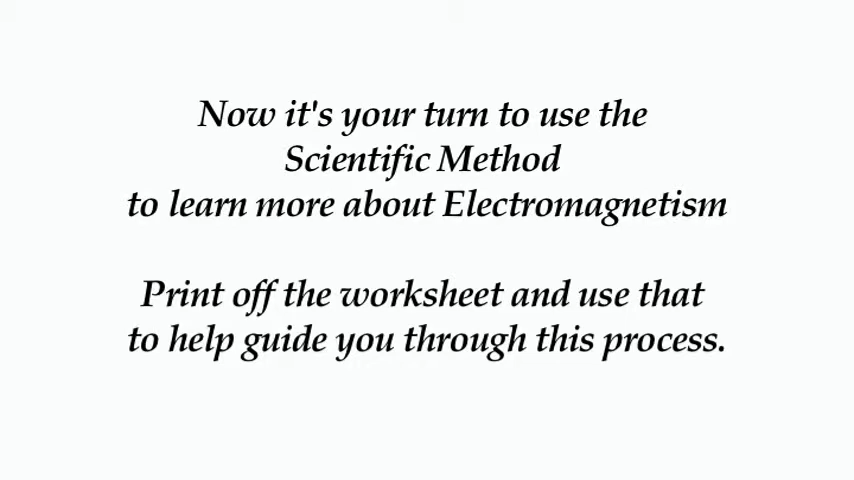 Now it's your turn to use the
Scientific Method
to learn more about Electromagnetism
Print off the worksheet and use that
to help guide you through this process.